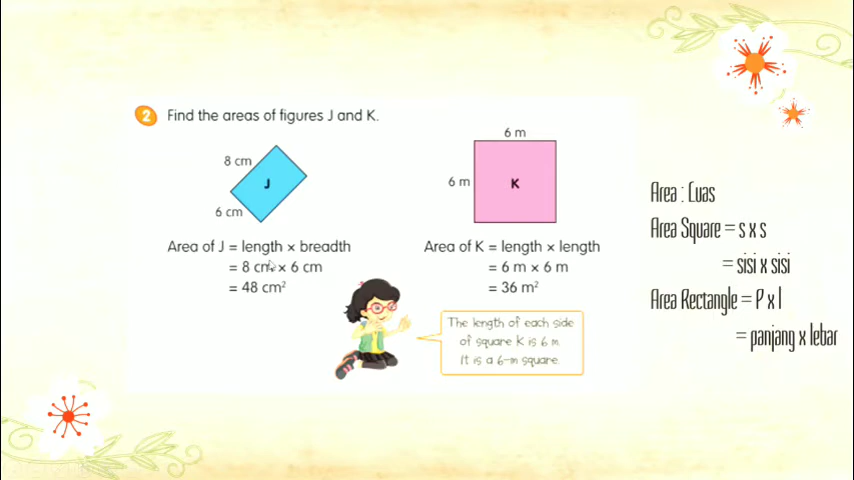 2 Find the areas of figures J and K.
8 cm
J
6 cm
Area of J = length × breadth
= 8 cm × 6 cm
= 48 cm²
6 m
6 m
K
Area of K = length × length
= 6 m × 6 m
= 36 m²
The length of each side
of square K is 6 m.
It is a 6-m square.
Area : Luas
Area Square = s x s
= sisi x sisi
Area Rectangle = P x l
= panjang x lebar